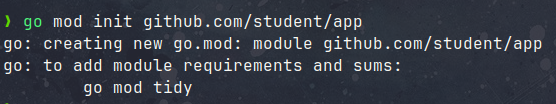 ❯ go mod init github.com/student/app
go: creating new go.mod: module github.com/student/app
go: to add module requirements and sums:
        go mod tidy